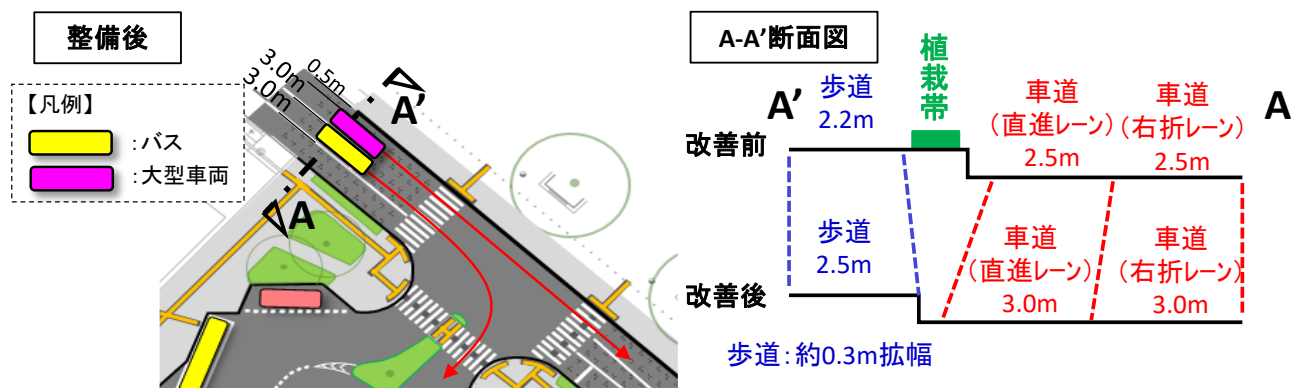 整備後
【凡例】
:バス
:大型車両
3.0m
3.0m
0.5m
A'
A
A-A'断面図
植栽帯
A'
歩道
2.2m
車道
(直進レーン)
2.5m
車道
(右折レーン)
2.5m
A
改善前
歩道
2.5m
車道
(直進レーン)
3.0m
車道
(右折レーン)
3.0m
改善後
歩道:約0.3m拡幅